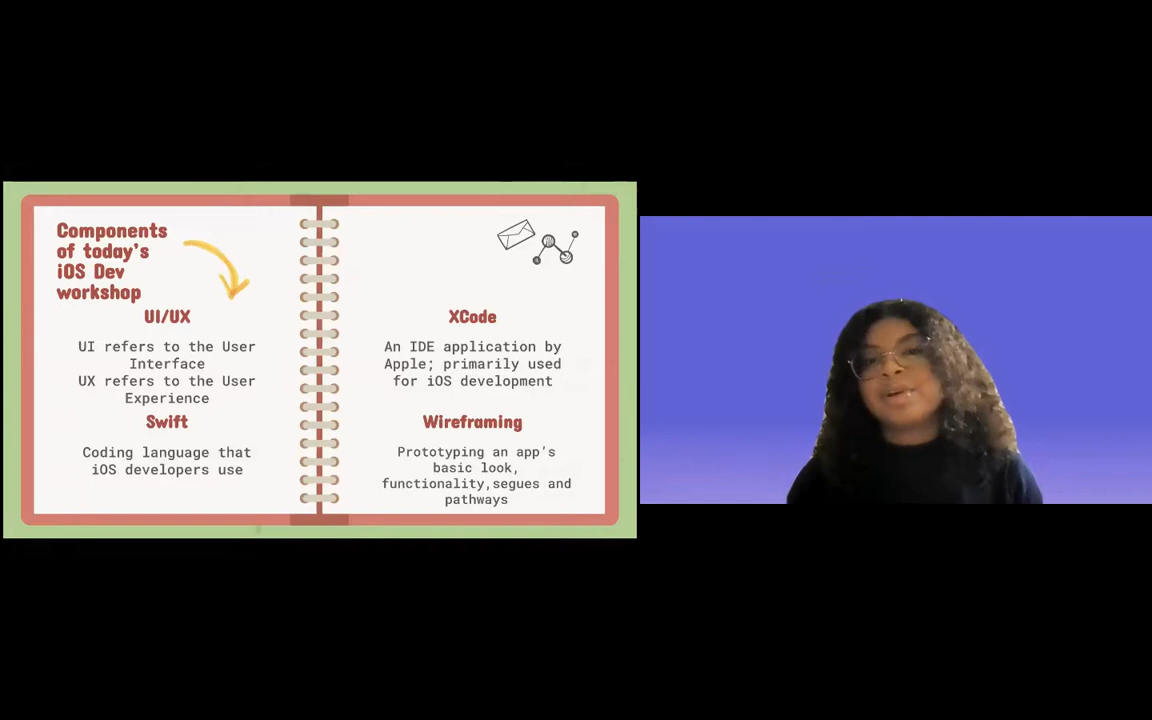 Components
of today's
iOS Dev
workshop
UI/UX
UI refers to the User
Interface
UX refers to the User
Experience
Swift
Coding language that
iOS developers use
XCode
An IDE application by
Apple; primarily used
for iOS development
Wireframing
Prototyping an app's
basic look,
functionality,segues and
pathways